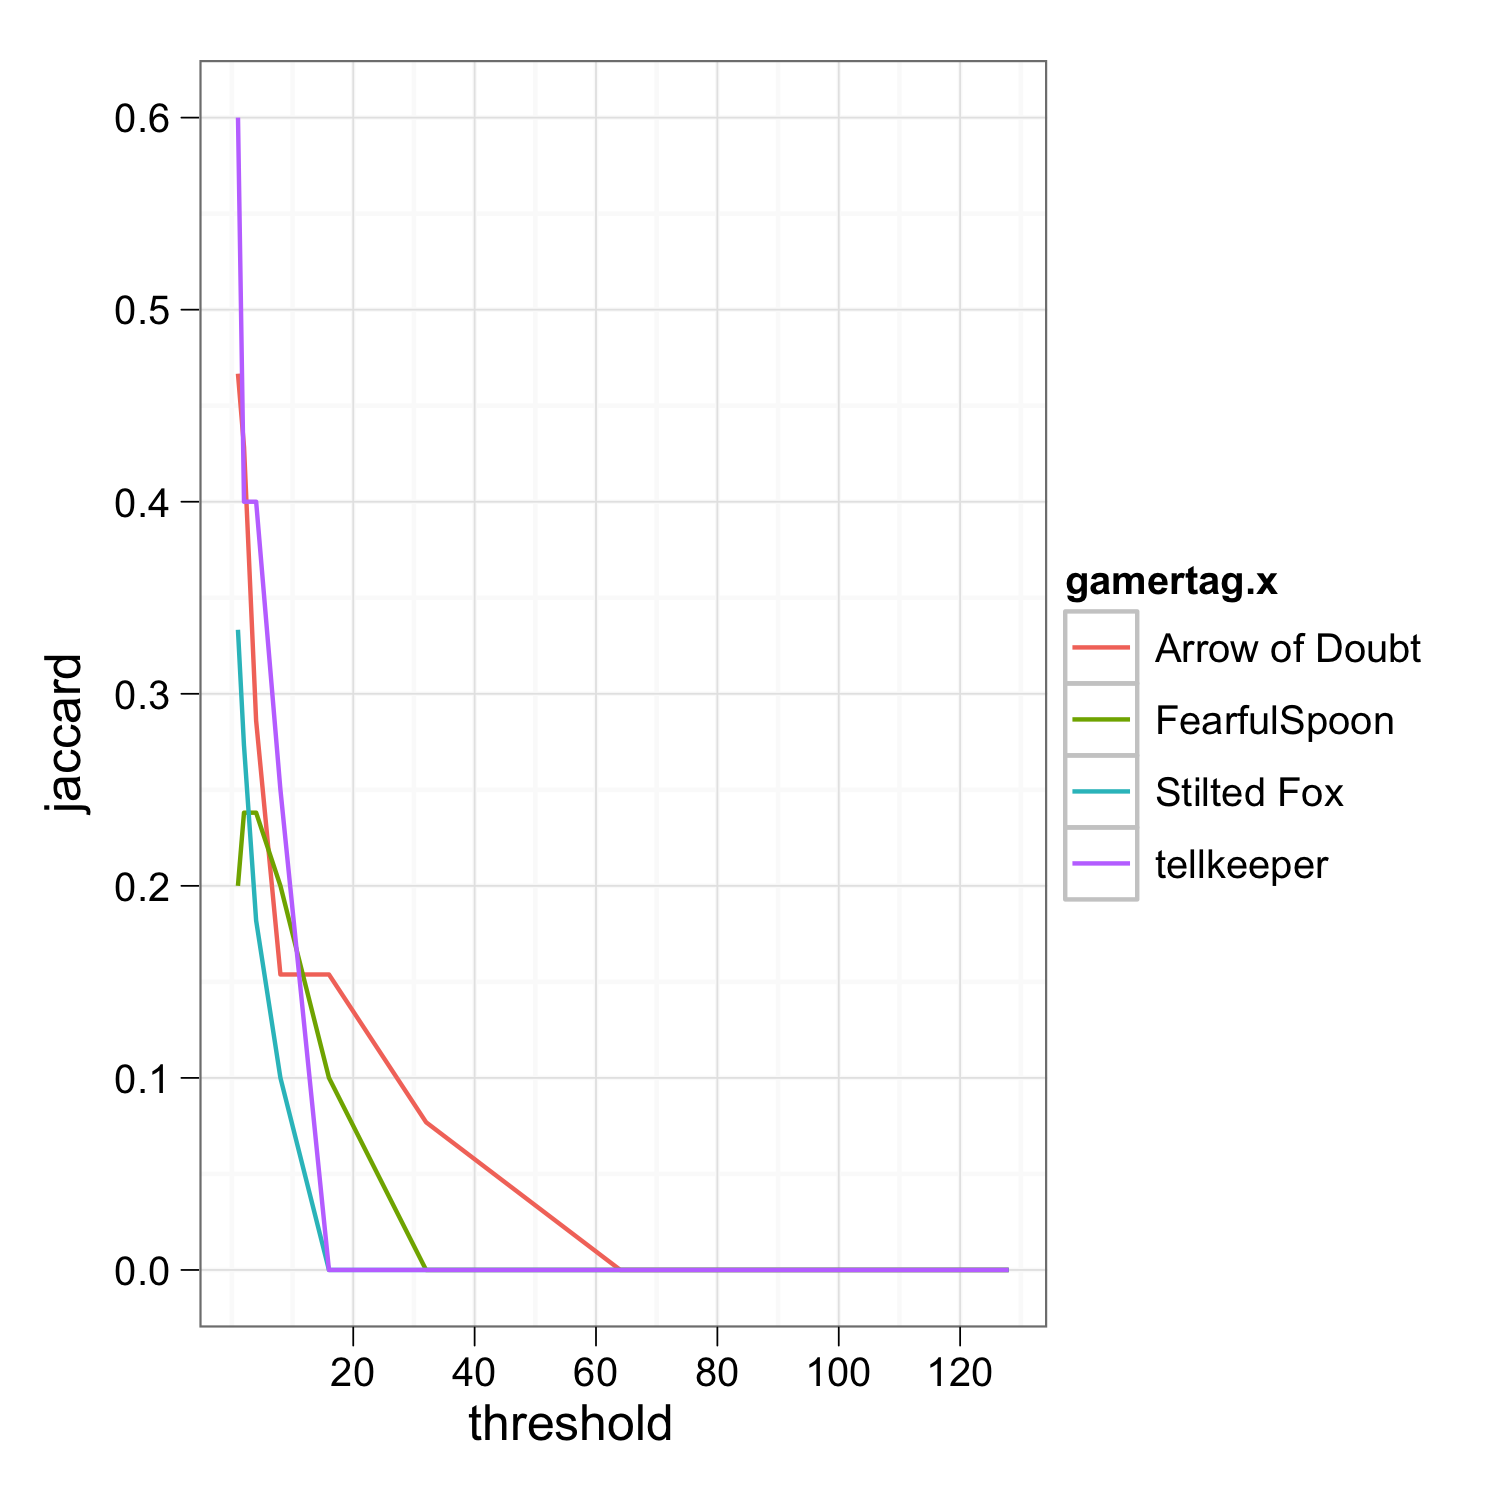 0.6
0.5
0.4
0.3
0.2
0.1
0.0
jaccard
20 40 60 80 100 120
threshold
gamertag.x
Arrow of Doubt
FearfulSpoon
Stilted Fox
tellkeeper